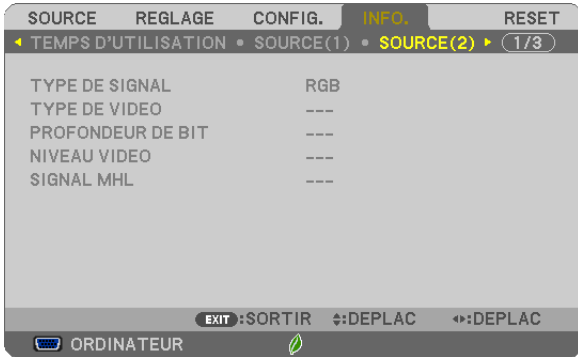 SOURCE REGLAGE CONFIG. INFO. RESET
TEMPS D'UTILISATION • SOURCE(1) • SOURCE(2) 1/3
TYPE DE SIGNAL RGB
TYPE DE VIDEO ---
PROFONDEUR DE BIT ---
NIVEAU VIDEO ---
SIGNAL MHL ---
EXIT :SORTIR :DEPLAC :DEPLAC
ORDINATEUR